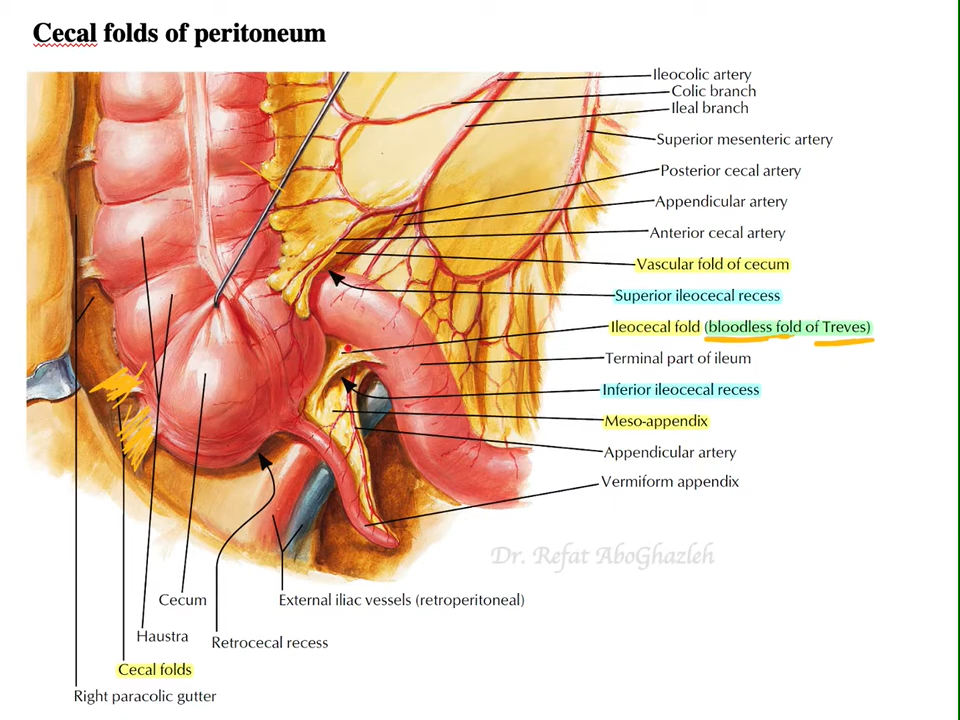 Cecal folds of peritoneum
Ileocolic artery
Colic branch
Ileal branch
Superior mesenteric artery
Posterior cecal artery
Appendicular artery
Anterior cecal artery
Vascular fold of cecum
Superior ileocecal recess
Ileocecal fold (bloodless fold of Treves)
Terminal part of ileum
Inferior ileocecal recess
Meso-appendix
Appendicular artery
Vermiform appendix
Dr. Refat AboGhazleh
Cecum
External iliac vessels (retroperitoneal)
Haustra
Retrocecal recess
Cecal folds
Right paracolic gutter